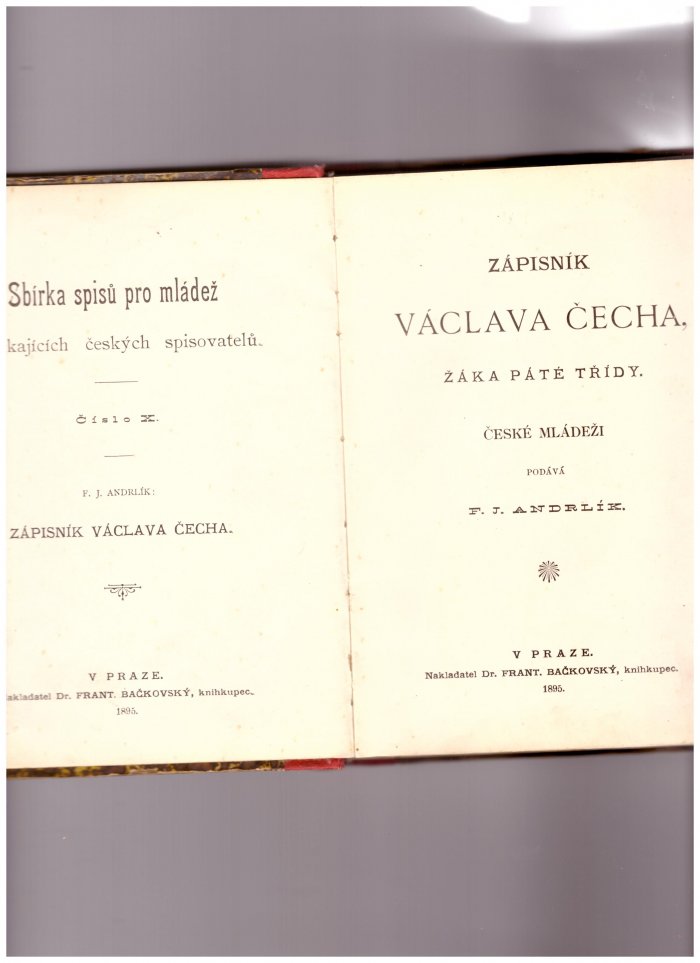 Sbírka spisů pro mládež
kajících českých spisovatelů.
Číslo X.
F. J. ANDRLÍK:
ZÁPISNÍK VÁCLAVA ČECHA.
V PRAZE.
akladatel Dr. FRANT. BAČKOVSKÝ, knihkupec.
1895.
ZÁPISNÍK
VÁCLAVA ČECHA,
ŽÁKA PÁTÉ TŘÍDY.
ČESKÉ MLÁDEŽI
PODÁVÁ
F. J. ANDRLÍK.
V PRAZE.
Nakladatel Dr. FRANT. BAČKOVSKÝ, knihkupec.
1895.